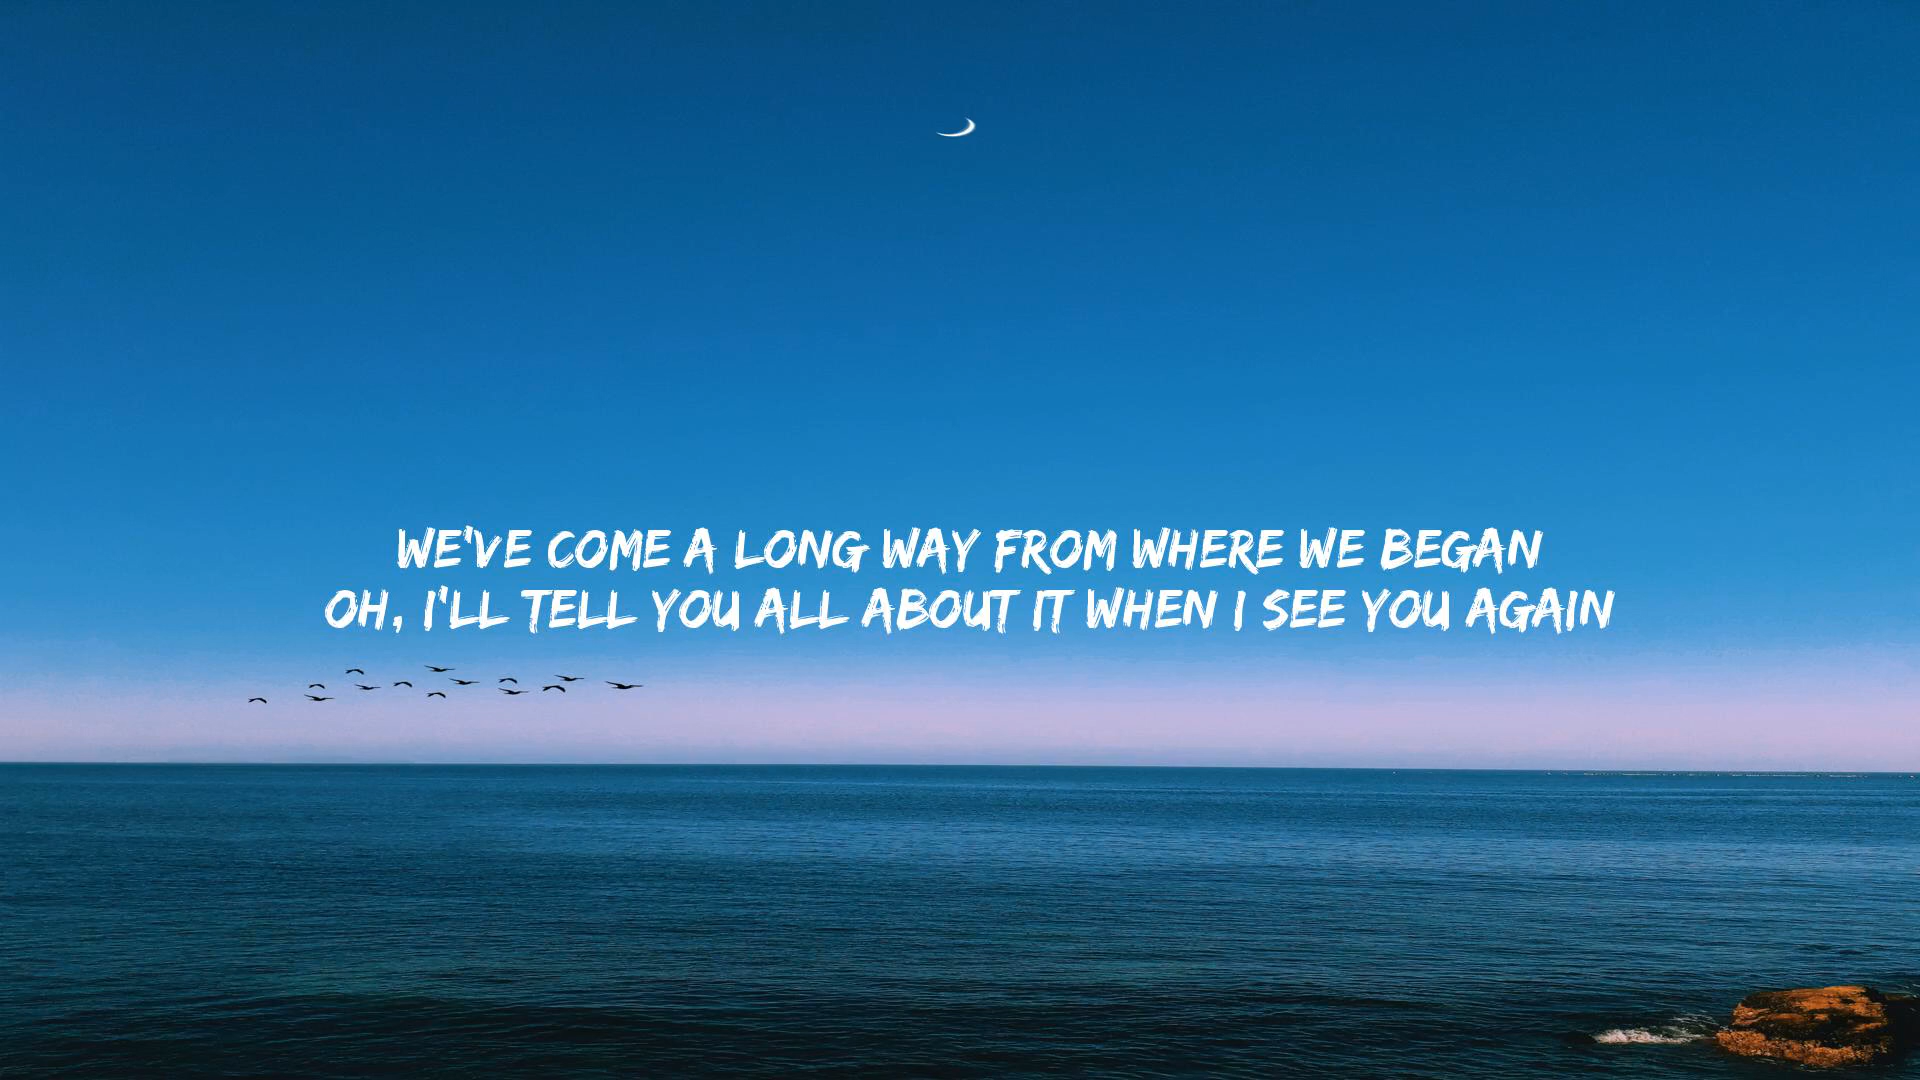 WE'VE COME A LONG WAY FROM WHERE WE BEGAN
OH, I'LL TELL YOU ALL ABOUT IT WHEN I SEE YOU AGAIN